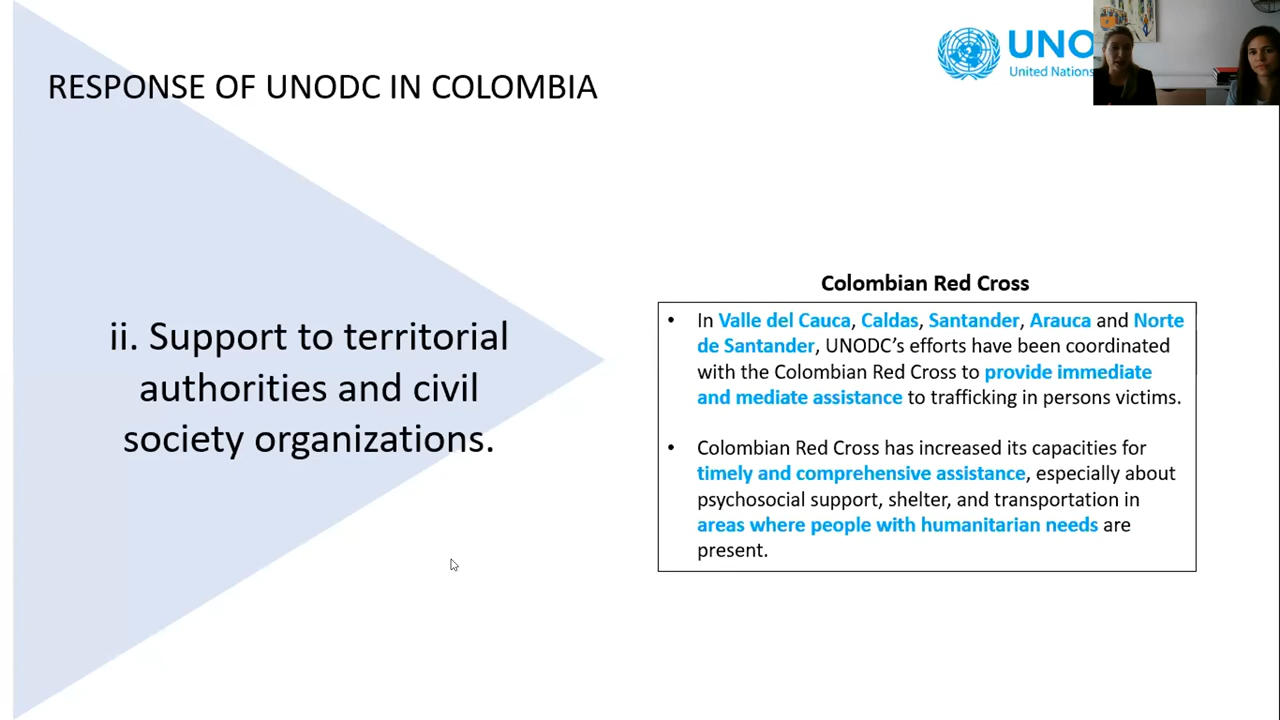 RESPONSE OF UNODC IN COLOMBIA
UNO
United Nations
ii. Support to territorial
authorities and civil
society organizations.
Colombian Red Cross
• In Valle del Cauca, Caldas, Santander, Arauca and Norte
de Santander, UNODC’s efforts have been coordinated
with the Colombian Red Cross to provide immediate
and mediate assistance to trafficking in persons victims.
• Colombian Red Cross has increased its capacities for
timely and comprehensive assistance, especially about
psychosocial support, shelter, and transportation in
areas where people with humanitarian needs are
present.